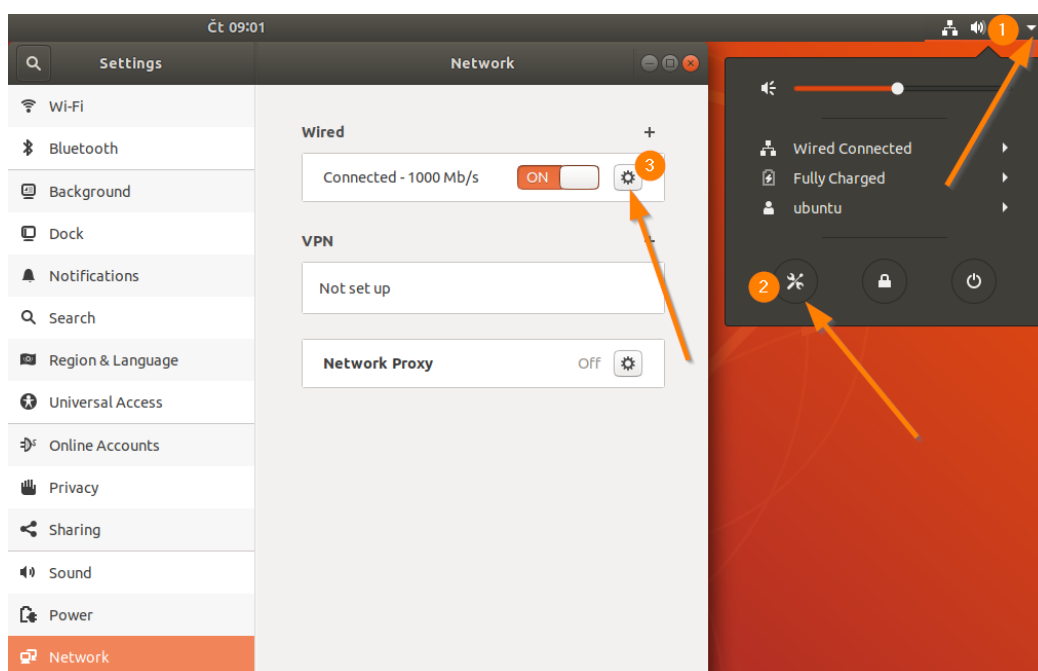 Čt 09:01
1
Settings
Network
Wi-Fi
Bluetooth
Background
Dock
Notifications
Search
Region & Language
Universal Access
Online Accounts
Privacy
Sharing
Sound
Power
Network
Wired
Connected - 1000 Mb/s
ON
3
VPN
Not set up
Network Proxy
Off
Wired Connected
Fully Charged
ubuntu
2